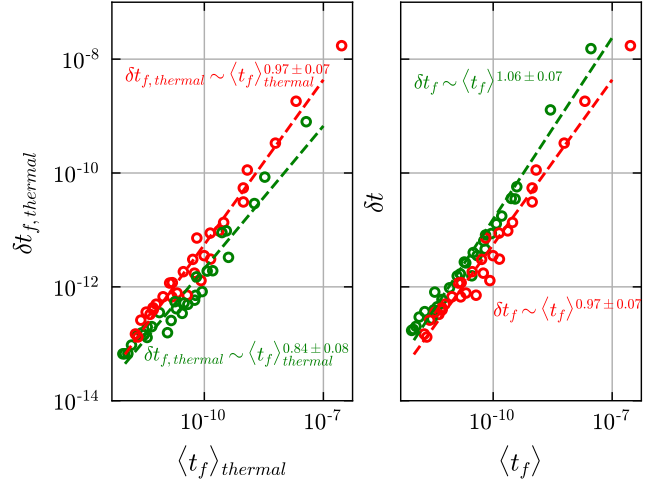 δt_{f,thermal}
10^{-8}
10^{-10}
10^{-12}
10^{-14}
δt_{f,thermal} ∼ ⟨t_f⟩_{thermal}^{0.97 ± 0.07}
δt_{f,thermal} ∼ ⟨t_f⟩_{thermal}^{0.84 ± 0.08}
10^{-10}
10^{-7}
⟨t_f⟩_{thermal}
δt
δt_f ∼ ⟨t_f⟩^{1.06 ± 0.07}
δt_f ∼ ⟨t_f⟩^{0.97 ± 0.07}
10^{-10}
10^{-7}
⟨t_f⟩